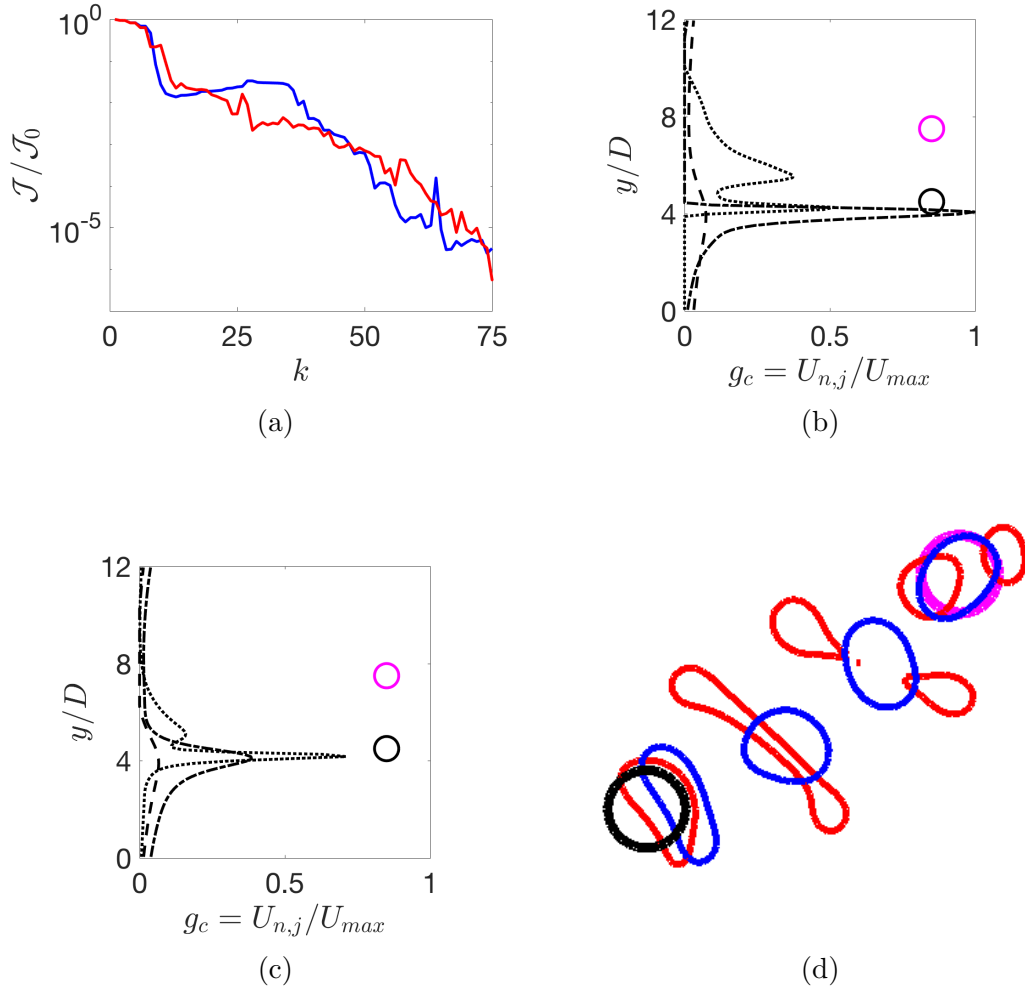 10^0
10^-5
𝒥/𝒥_0
0 25 50 75
k
(a)
12
8
4
0
y/D
0 0.5 1
g_c = U_{n,j}/U_{max}
(b)
12
8
4
0
y/D
0 0.5 1
g_c = U_{n,j}/U_{max}
(c)
(d)